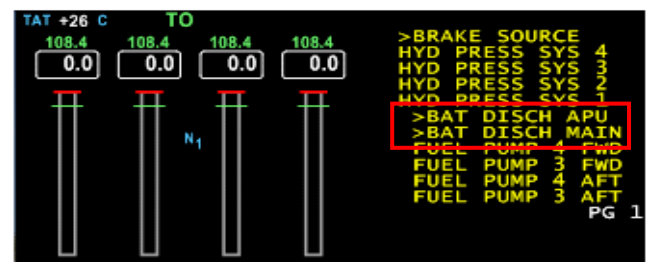 TAT +26 C TO
108.4 108.4 108.4 108.4
0.0 0.0 0.0 0.0
N1
>BRAKE SOURCE
HYD PRESS SYS 4
HYD PRESS SYS 3
HYD PRESS SYS 2
HYD PRESS SYS 1
>BAT DISCH APU
>BAT DISCH MAIN
FUEL PUMP 4 FWD
FUEL PUMP 3 FWD
FUEL PUMP 4 AFT
FUEL PUMP 3 AFT
PG 1